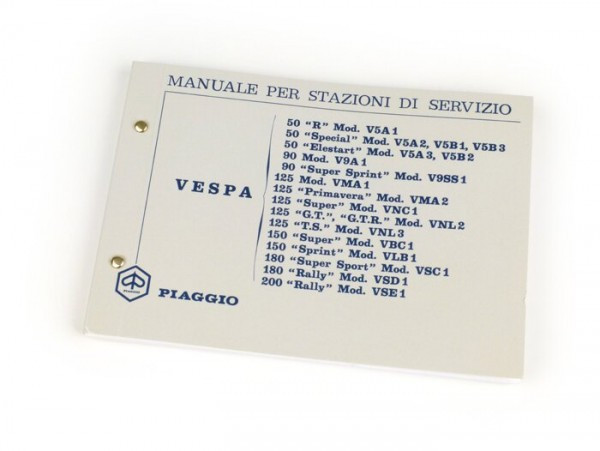 MANUALE PER STAZIONI DI SERVIZIO
VESPA
50 "R" Mod. V5A1
50 "Special" Mod. V5A2, V5B1, V5B3
50 "Elestart" Mod. V5A3, V5B2
90 Mod. V9A1
90 "Super Sprint" Mod. V9SS1
125 Mod. VMA1
125 "Primavera" Mod. VMA2
125 "Super" Mod. VNC1
125 "G.T.", "G.T.R." Mod. VNL2
125 "T.S." Mod. VNL3
150 "Super" Mod. VBC1
150 "Sprint" Mod. VLB1
180 "Super Sport" Mod. VSC1
180 "Rally" Mod. VSD1
200 "Rally" Mod. VSE1
PIAGGIO
PIAGGIO